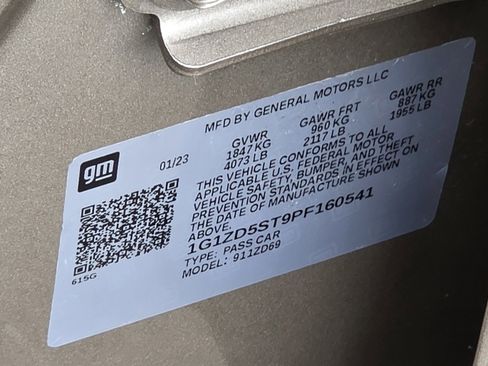 MFD BY GENERAL MOTORS LLC
gm
01/23
GVWR GAWR FRT GAWR RR
1847 KG 960 KG 887 KG
4073 LB 2117 LB 1955 LB
THIS VEHICLE CONFORMS TO ALL
APPLICABLE U.S. FEDERAL MOTOR
VEHICLE SAFETY, BUMPER, AND THEFT
PREVENTION STANDARDS IN EFFECT ON
THE DATE OF MANUFACTURE SHOWN
ABOVE.
1G1ZD5ST9PF160541
TYPE: PASS CAR
MODEL: 911ZD69
615G